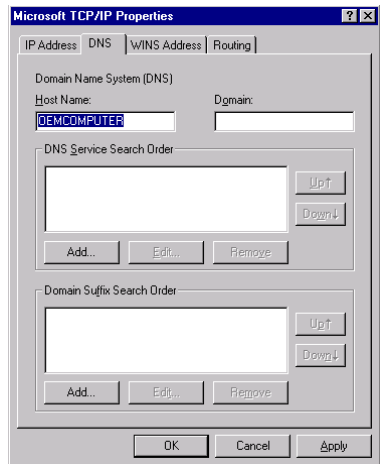 Microsoft TCP/IP Properties
IP Address DNS WINS Address Routing
Domain Name System (DNS)
Host Name: Domain:
OEMCOMPUTER
DNS Service Search Order
Up↑
Down↓
Add... Edit... Remove
Domain Suffix Search Order
Up↑
Down↓
Add... Edit... Remove
OK Cancel Apply